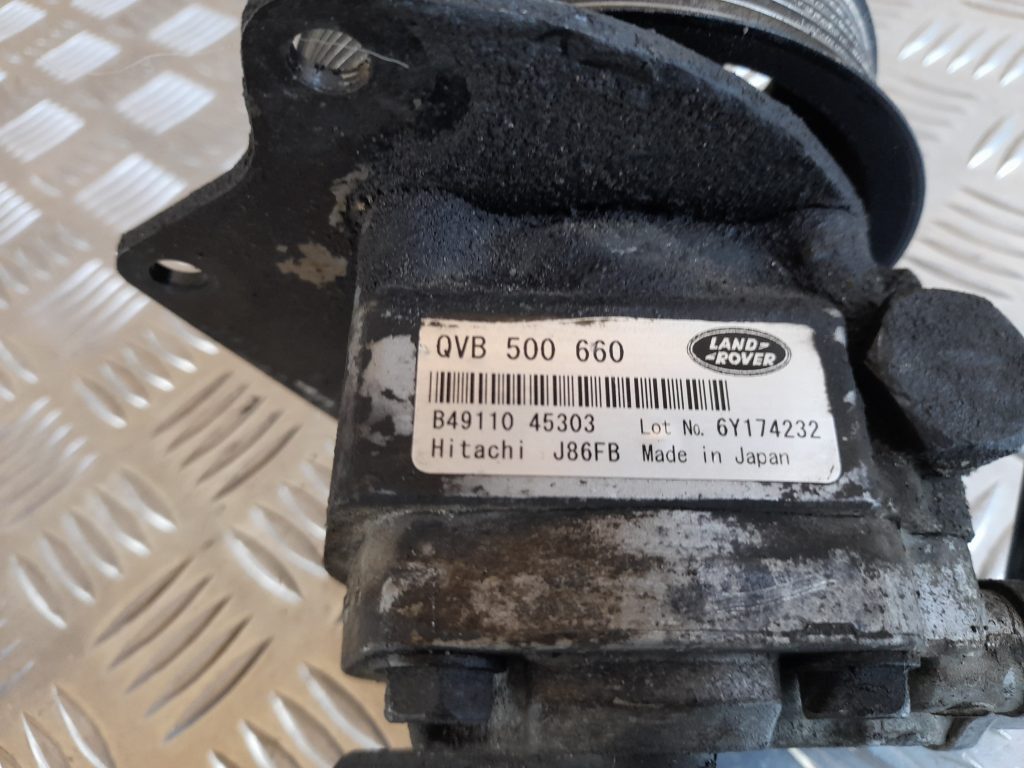 QVB 500 660
LAND-
-ROVER
B49110 45303 Lot No. 6Y174232
Hitachi J86FB Made in Japan